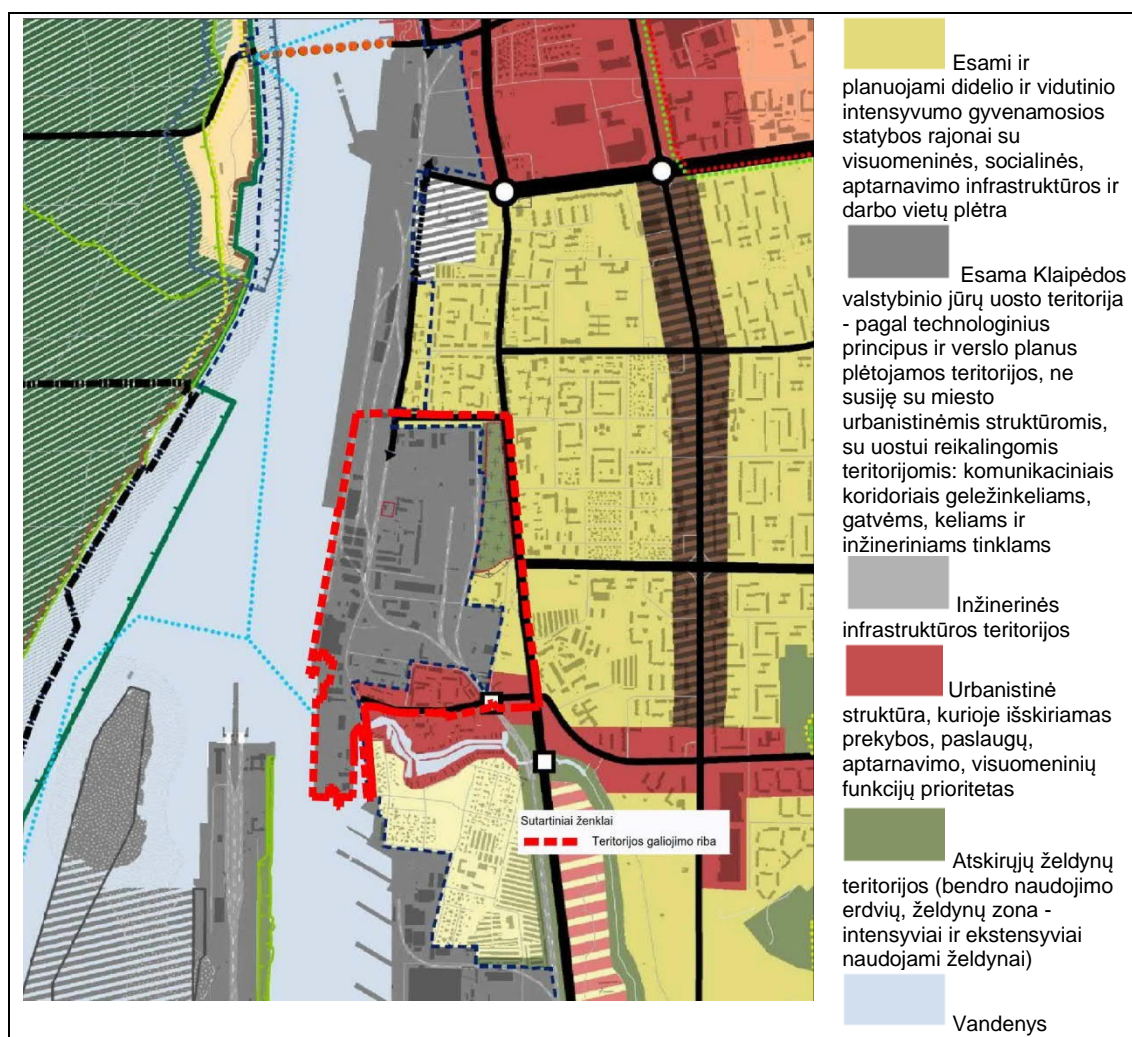 Sutartiniai ženklai
Teritorijos galiojimo riba
Esami ir
planuojami didelio ir vidutinio
intensyvumo gyvenamosios
statybos rajonai su
visuomeninės, socialinės,
aptarnavimo infrastruktūros ir
darbo vietų plėtra
Esama Klaipėdos
valstybinio jūrų uosto teritorija
- pagal technologinius
principus ir verslo planus
plėtojamos teritorijos, ne
susiję su miesto
urbanistinėmis struktūromis,
su uostui reikalingomis
teritorijomis: komunikaciniais
koridoriais geležinkeliams,
gatvėms, keliams ir
inžineriniams tinklams
Inžinerinės
infrastruktūros teritorijos
Urbanistinė
struktūra, kurioje išskiriamas
prekybos, paslaugų,
aptarnavimo, visuomeninių
funkcijų prioritetas
Atskirųjų želdynų
teritorijos (bendro naudojimo
erdvių, želdynų zona -
intensyviai ir ekstensyviai
naudojami želdynai)
Vandenys